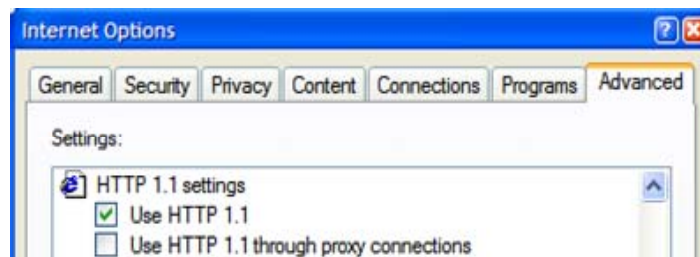 Internet Options
General Security Privacy Content Connections Programs Advanced
Settings:
HTTP 1.1 settings
Use HTTP 1.1
Use HTTP 1.1 through proxy connections